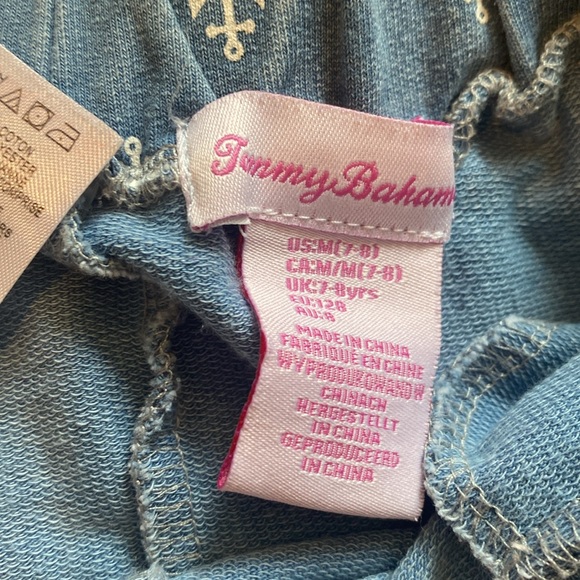 Tommy Bahama
US:M(7-8)
CA:M/M(7-8)
UK:7-8yrs
EU:128
AU:8
MADE IN CHINA
FABRIQUE EN CHINE
WYPRODUKOWANO W
CHINACH
HERGESTELLT
IN CHINA
GEPRODUCEERD
IN CHINA
COTTON